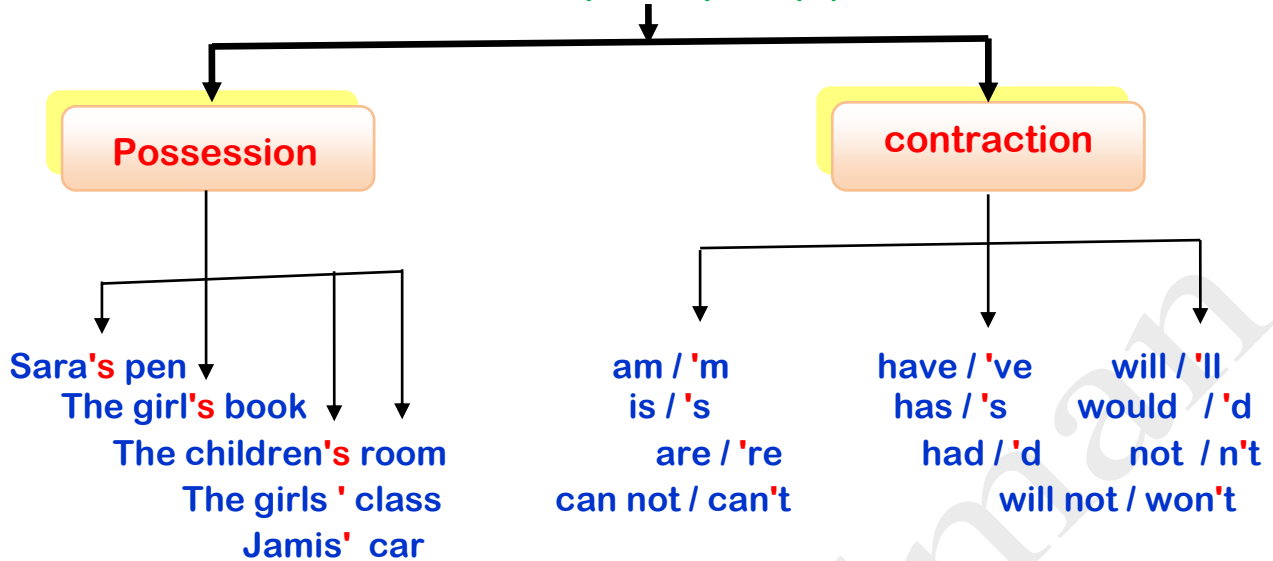 Possession
contraction
Sara's pen
The girl's book
The children's room
The girls ' class
Jamis' car
am / 'm
is / 's
are / 're
can not / can't
have / 've
has / 's
had / 'd
will / 'll
would / 'd
not / n't
will not / won't